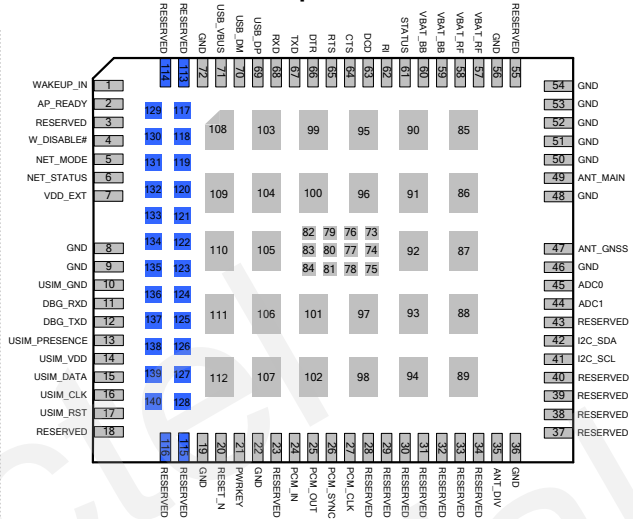 RESERVED
RESERVED
GND
USB_VBUS
USB_DM
USB_DP
RXD
TXD
DTR
RTS
CTS
DCD
RI
STATUS
VBAT_BB
VBAT_BB
VBAT_RF
VBAT_RF
GND
RESERVED
114 113 72 71 70 69 68 67 66 65 64 63 62 61 60 59 58 57 56 55
WAKEUP_IN 1
AP_READY 2
RESERVED 3
W_DISABLE# 4
NET_MODE 5
NET_STATUS 6
VDD_EXT 7
GND 8
GND 9
USIM_GND 10
DBG_RXD 11
DBG_TXD 12
USIM_PRESENCE 13
USIM_VDD 14
USIM_DATA 15
USIM_CLK 16
USIM_RST 17
RESERVED 18
129 117
130 118
131 119
132 120
133 121
134 122
135 123
136 124
137 125
138 126
139 127
140 128
108 103 99 95 90 85
109 104 100 96 91 86
82 79 76 73
83 80 77 74
84 81 78 75
110 105 92 87
111 106 101 97 93 88
112 107 102 98 94 89
54 GND
53 GND
52 GND
51 GND
50 GND
49 ANT_MAIN
48 GND
47 ANT_GNSS
46 GND
45 ADC0
44 ADC1
43 RESERVED
42 I2C_SDA
41 I2C_SCL
40 RESERVED
39 RESERVED
38 RESERVED
37 RESERVED
116 115 19 20 21 22 23 24 25 26 27 28 29 30 31 32 33 34 35 36
RESERVED
RESERVED
GND
RESET_N
PWRKEY
GND
RESERVED
PCM_IN
PCM_OUT
PCM_SYNC
PCM_CLK
RESERVED
RESERVED
RESERVED
RESERVED
RESERVED
RESERVED
RESERVED
ANT_DIV
GND